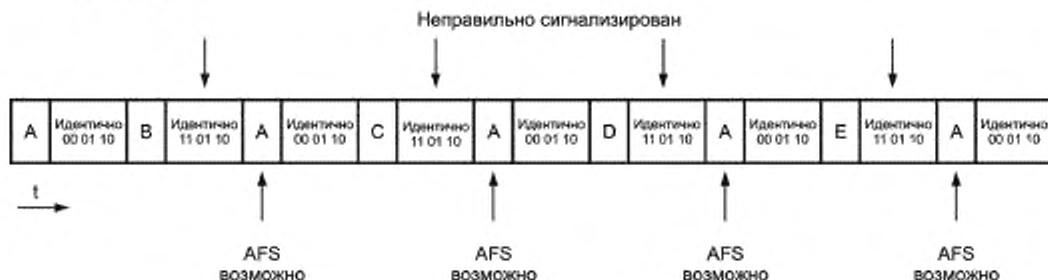 Неправильно сигнализирован
A
Идентично
00 01 10
B
Идентично
11 01 10
A
Идентично
00 01 10
C
Идентично
11 01 10
A
Идентично
00 01 10
D
Идентично
11 01 10
A
Идентично
00 01 10
E
Идентично
11 01 10
A
Идентично
00 01 10
t
AFS
возможно
AFS
возможно
AFS
возможно
AFS
возможно